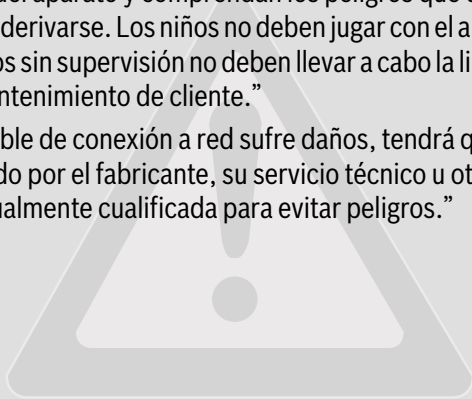 del aparato y comprendan los peligros que
derivarse. Los niños no deben jugar con el a
os sin supervisión no deben llevar a cabo la li
ntenimiento de cliente.”
ble de conexión a red sufre daños, tendrá q
do por el fabricante, su servicio técnico u ot
ualmente cualificada para evitar peligros.”